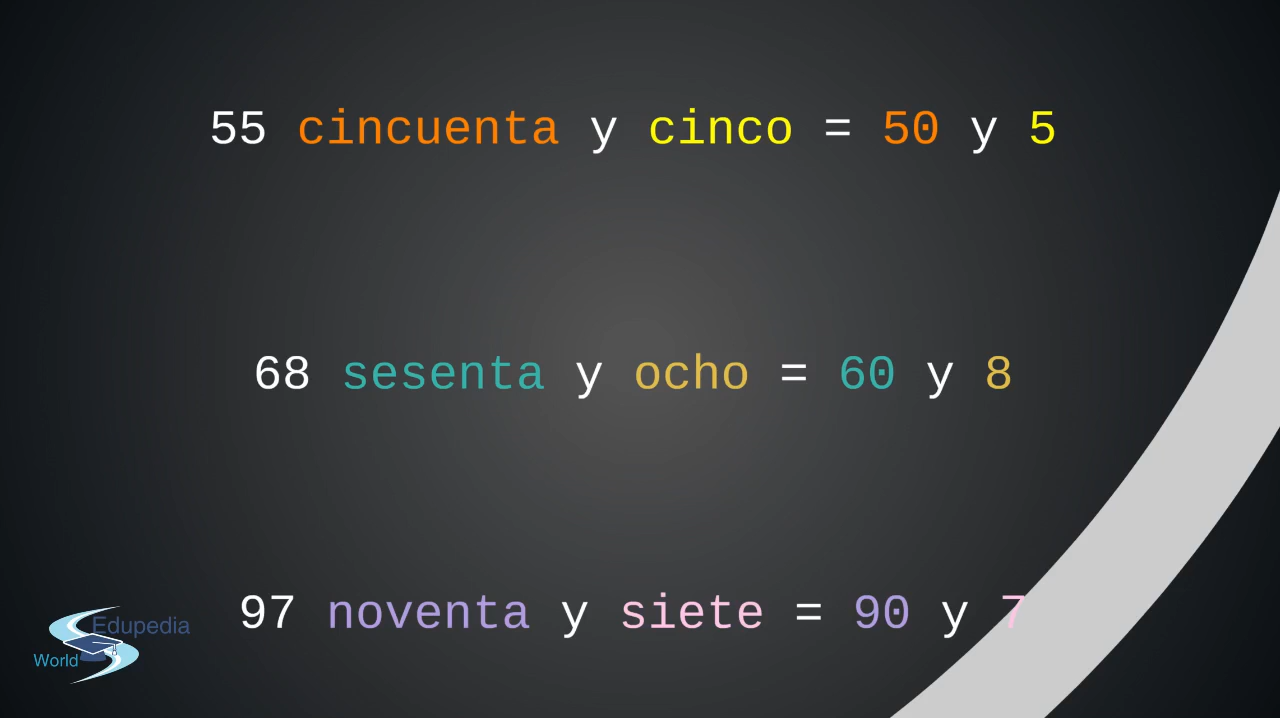 55 cincuenta y cinco = 50 y 5
68 sesenta y ocho = 60 y 8
97 noventa y siete = 90 y 7
Edupedia
World